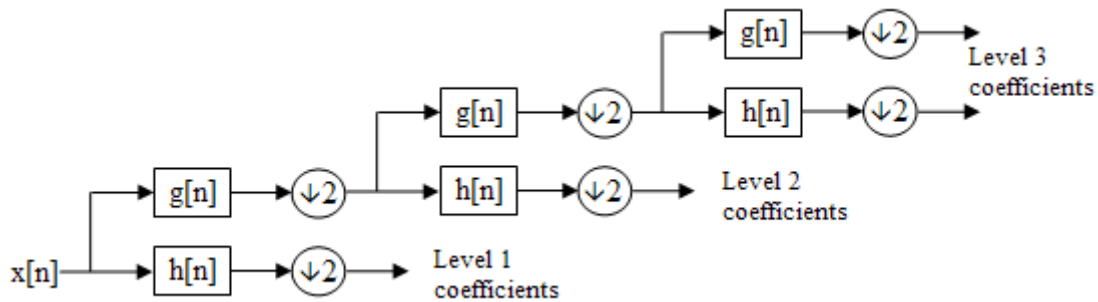 g[n] ↓2
Level 3
coefficients
g[n] ↓2 h[n] ↓2
g[n] ↓2 h[n] ↓2 Level 2
coefficients
x[n] h[n] ↓2 Level 1
coefficients